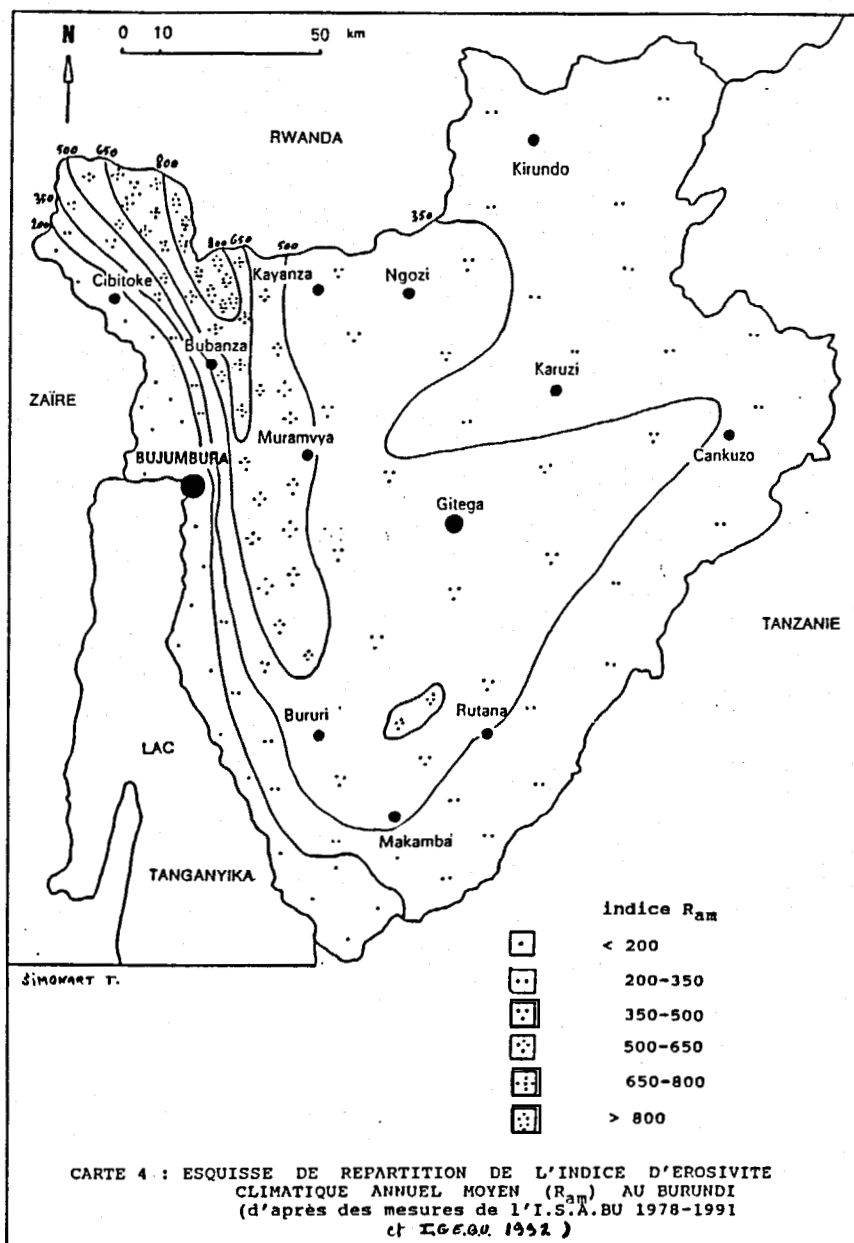 N
0 10 50 km
RWANDA
Kirundo
500 650 800
350
200
800 650 500 350
Cibitoke
Kayanza
Ngozi
Bubanza
Karuzi
ZAÏRE
Muramvya
Cankuzo
BUJUMBURA
Gitega
TANZANIE
Bururi
Rutana
LAC
Makamba
TANGANYIKA
SIMONART T.
indice Ram
< 200
200-350
350-500
500-650
650-800
> 800
CARTE 4 : ESQUISSE DE REPARTITION DE L'INDICE D'EROSIVITE
CLIMATIQUE ANNUEL MOYEN (Ram) AU BURUNDI
(d'après des mesures de l'I.S.A.BU 1978-1991
et 1992 )